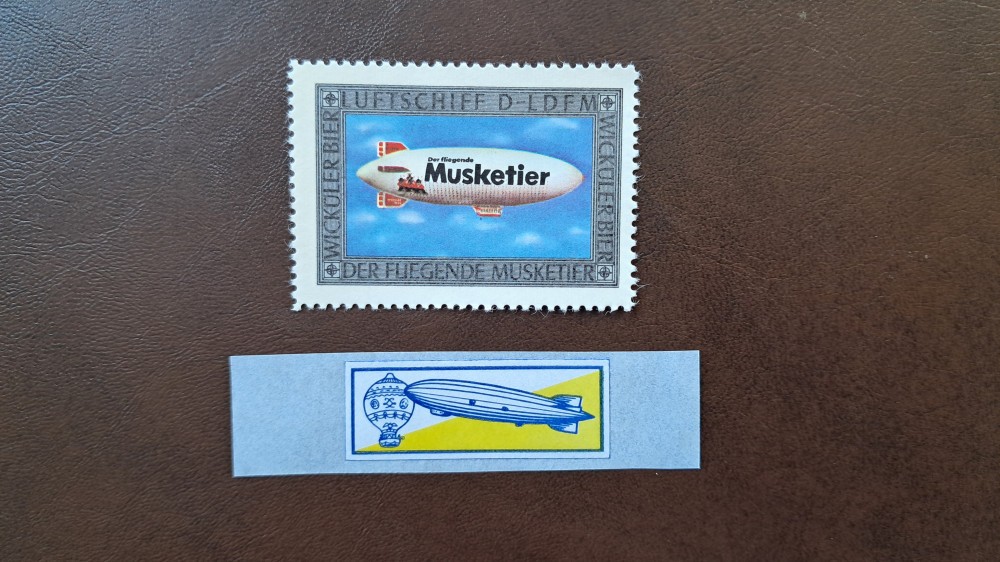 LUFTSCHIFF D-LDFM
WICKÜLER BIER
Der fliegende
Musketier
WICKÜLER BIER
DER FLIEGENDE MUSKETIER